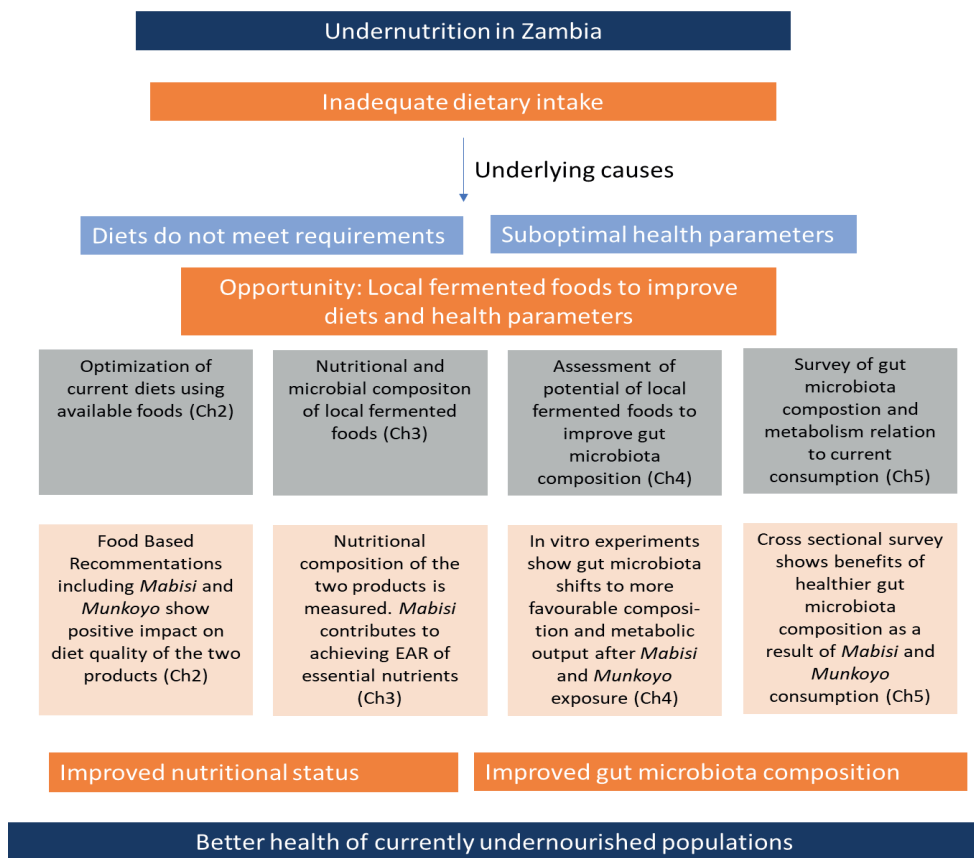 Undernutrition in Zambia
Inadequate dietary intake
Underlying causes
Diets do not meet requirements
Suboptimal health parameters
Opportunity: Local fermented foods to improve
diets and health parameters
Optimization of
current diets using
available foods (Ch2)
Nutritional and
microbial compositon
of local fermented
foods (Ch3)
Assessment of
potential of local
fermented foods to
improve gut
microbiota
composition (Ch4)
Survey of gut
microbiota
compostion and
metabolism relation
to current
consumption (Ch5)
Food Based
Recommentations
including Mabisi and
Munkoyo show
positive impact on
diet quality of the two
products (Ch2)
Nutritional
composition of the
two products is
measured. Mabisi
contributes to
achieving EAR of
essential nutrients
(Ch3)
In vitro experiments
show gut microbiota
shifts to more
favourable composi-
tion and metabolic
output after Mabisi
and Munkoyo
exposure (Ch4)
Cross sectional survey
shows benefits of
healthier gut
microbiota
composition as a
result of Mabisi and
Munkoyo
consumption (Ch5)
Improved nutritional status
Improved gut microbiota composition
Better health of currently undernourished populations